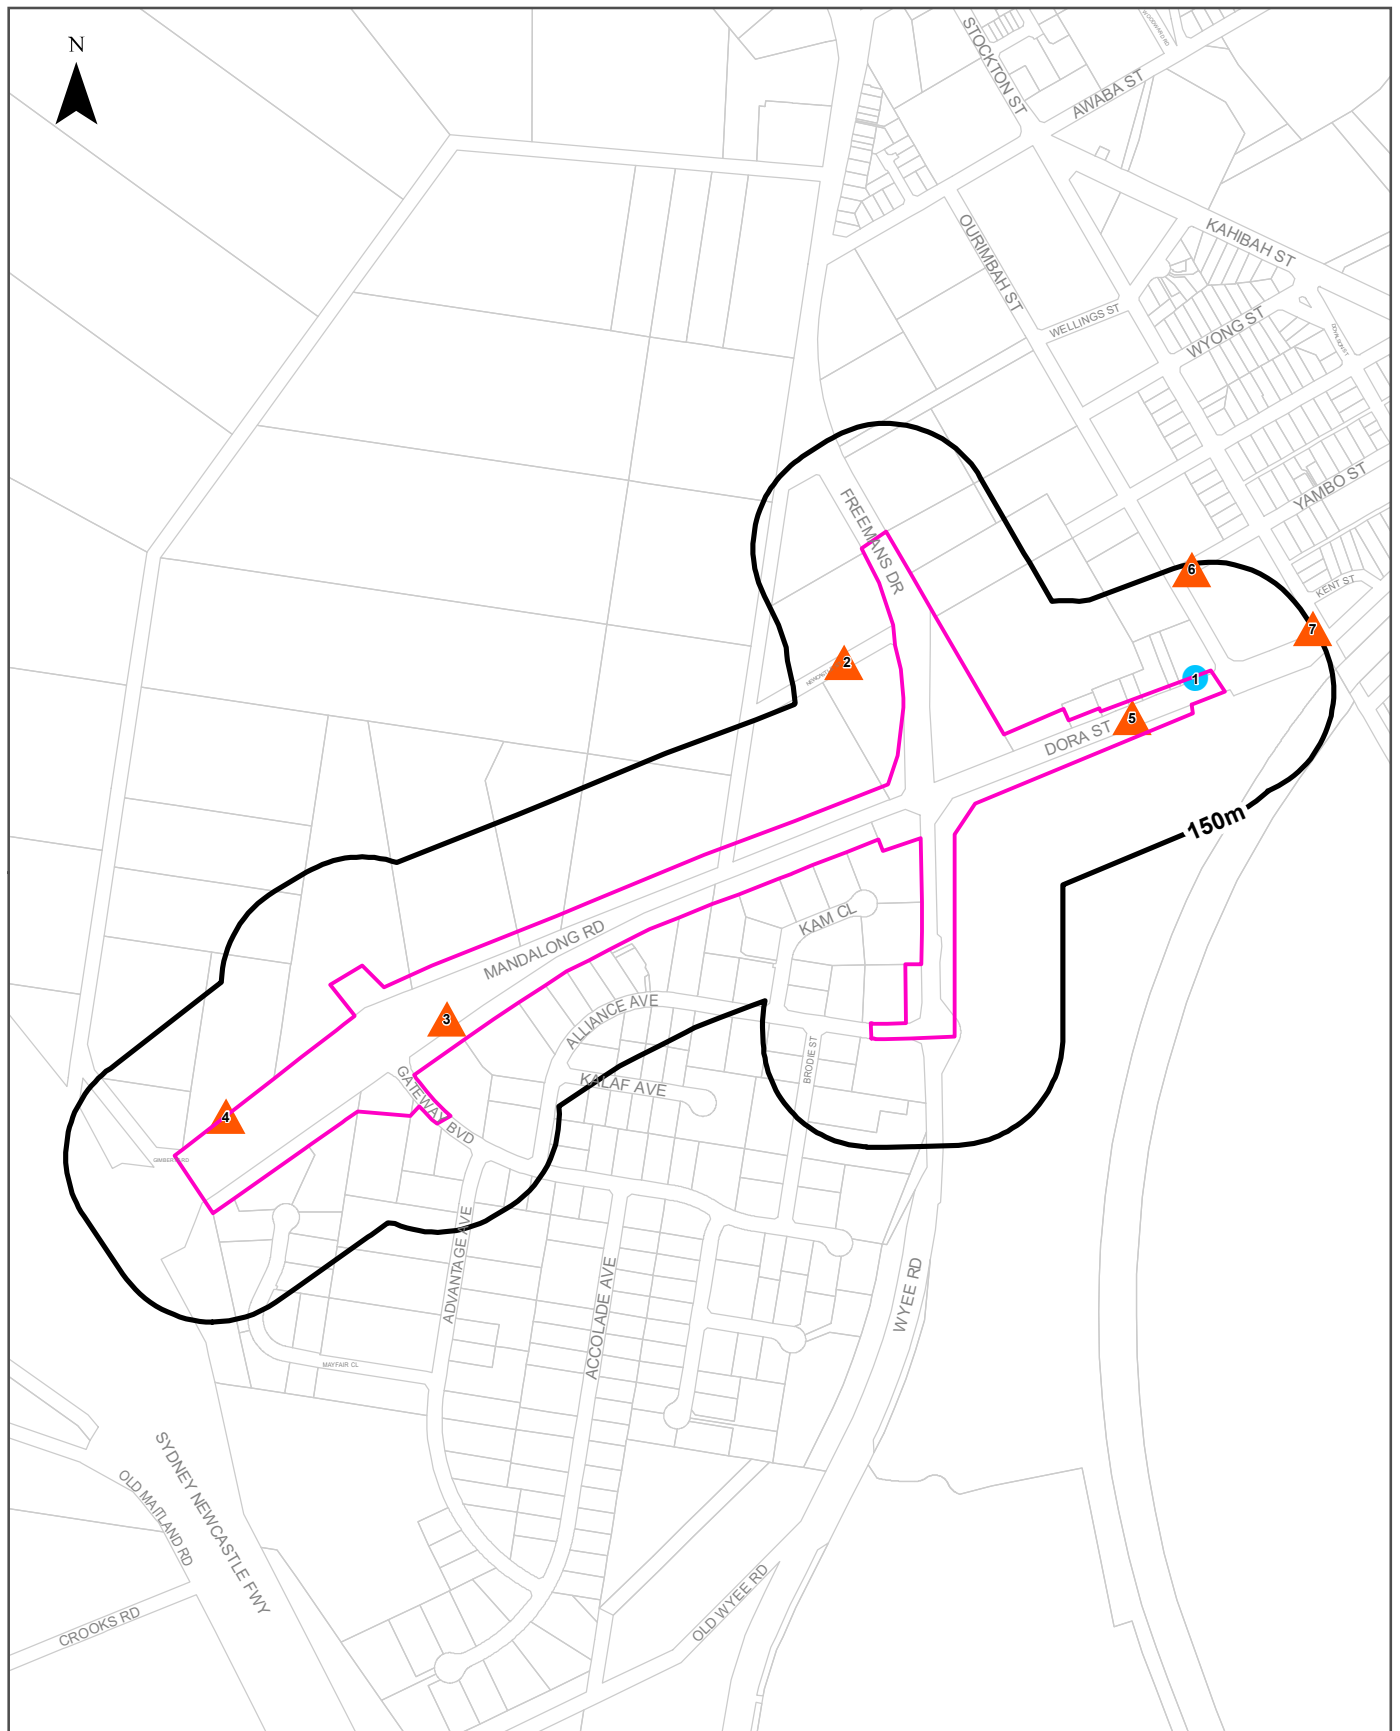 N
STOCKTON ST
WOODWARD RD
AWABA ST
KAHIBAH ST
OURIMBAH ST
WELLINGS ST
WYONG ST
YAMBO ST
FREEMANS DR
6
KENT ST
7
2
1
5
DORA ST
150m
KAM CL
MANDALONG RD
3
ALLIANCE AVE
BRODIE ST
GATEWAY BVD
KALAF AVE
4
ADVANTAGE AVE
ACCOLADE AVE
WYEE RD
MAYFAIR CL
SYDNEY NEWCASTLE FWY
OLD MAITLAND RD
OLD WYEE RD
CROOKS RD